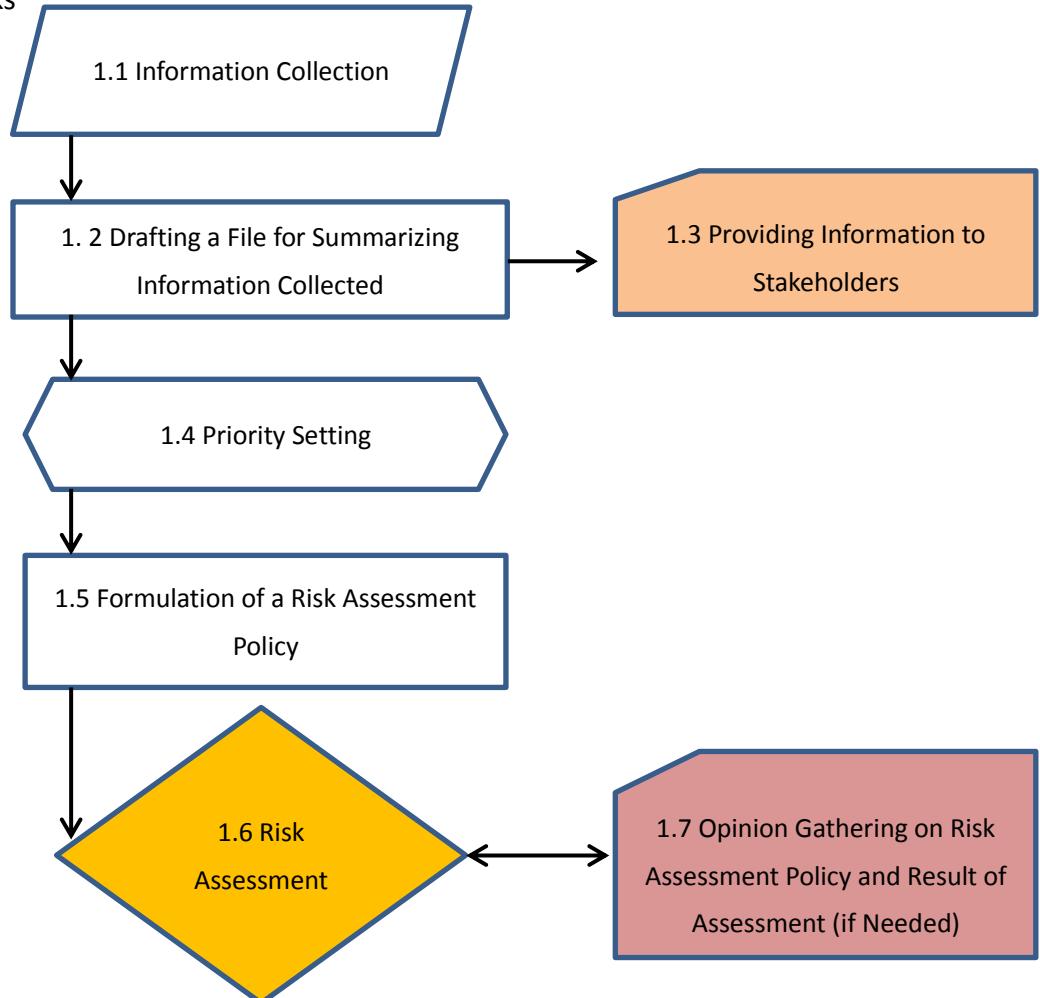 1.1 Information Collection
1. 2 Drafting a File for Summarizing
Information Collected
1.3 Providing Information to
Stakeholders
1.4 Priority Setting
1.5 Formulation of a Risk Assessment
Policy
1.6 Risk
Assessment
1.7 Opinion Gathering on Risk
Assessment Policy and Result of
Assessment (if Needed)